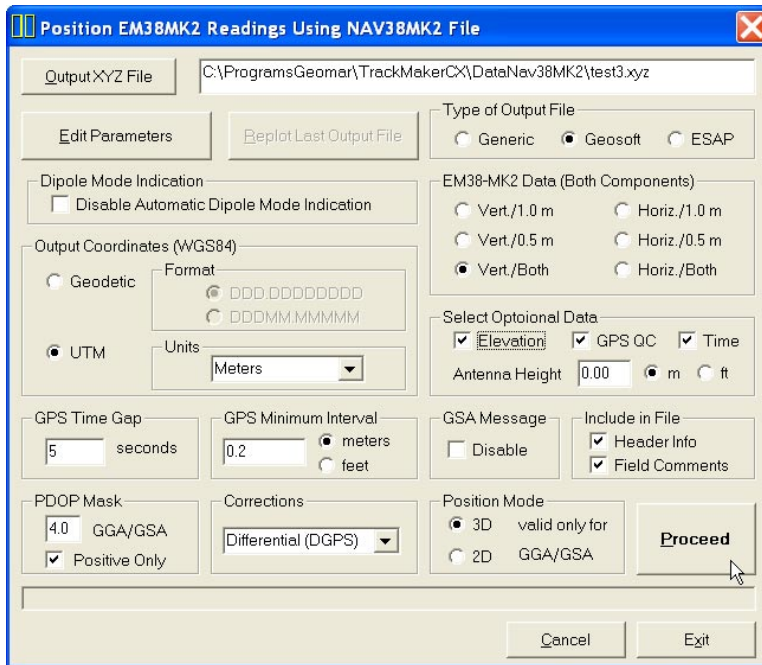 Position EM38MK2 Readings Using NAV38MK2 File
Output XYZ File
C:\ProgramsGeomar\TrackMakerCX\DataNav38MK2\test3.xyz
Edit Parameters
Replot Last Output File
Type of Output File
Generic Geosoft ESAP
Dipole Mode Indication
Disable Automatic Dipole Mode Indication
EM38-MK2 Data (Both Components)
Vert./1.0 m Horiz./1.0 m
Vert./0.5 m Horiz./0.5 m
Vert./Both Horiz./Both
Output Coordinates (WGS84)
Geodetic
Format
DDD.DDDDDDDD
DDDMM.MMMMM
UTM
Units
Meters
Select Optoional Data
Elevation GPS QC Time
Antenna Height 0.00 m ft
GPS Time Gap
5 seconds
GPS Minimum Interval
0.2 meters
feet
GSA Message
Disable
Include in File
Header Info
Field Comments
PDOP Mask
4.0 GGA/GSA
Positive Only
Corrections
Differential (DGPS)
Position Mode
3D valid only for
2D GGA/GSA
Proceed
Cancel
Exit